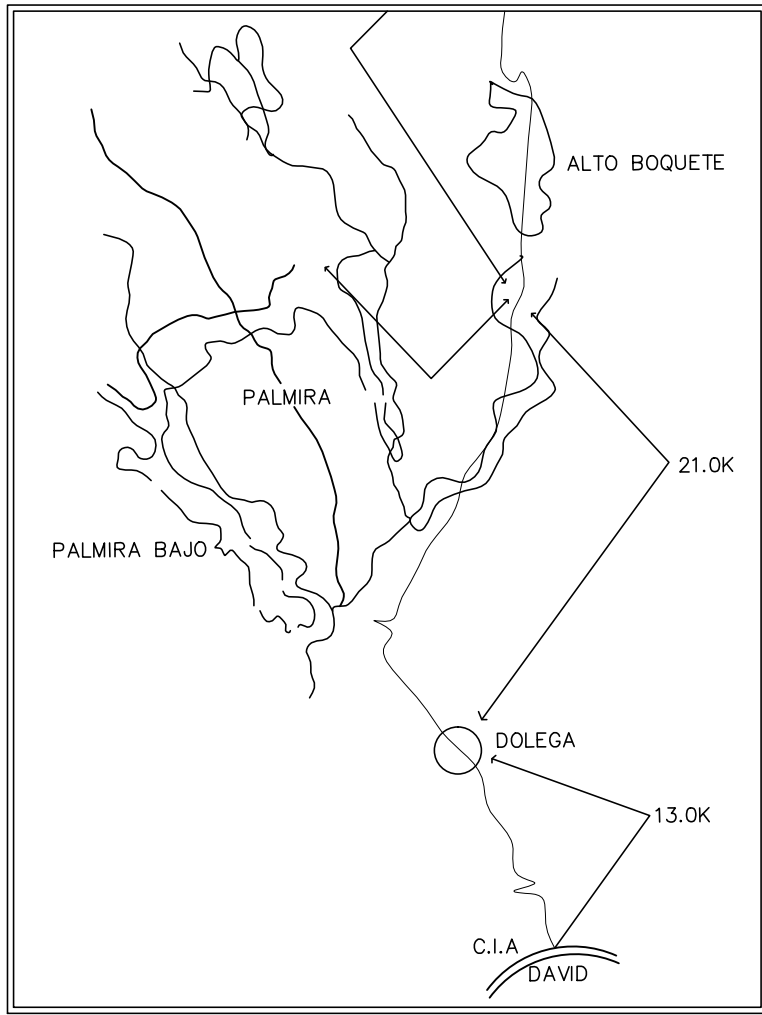 ALTO BOQUETE
PALMIRA
21.0K
PALMIRA BAJO
DOLEGA
13.0K
C.I.A
DAVID